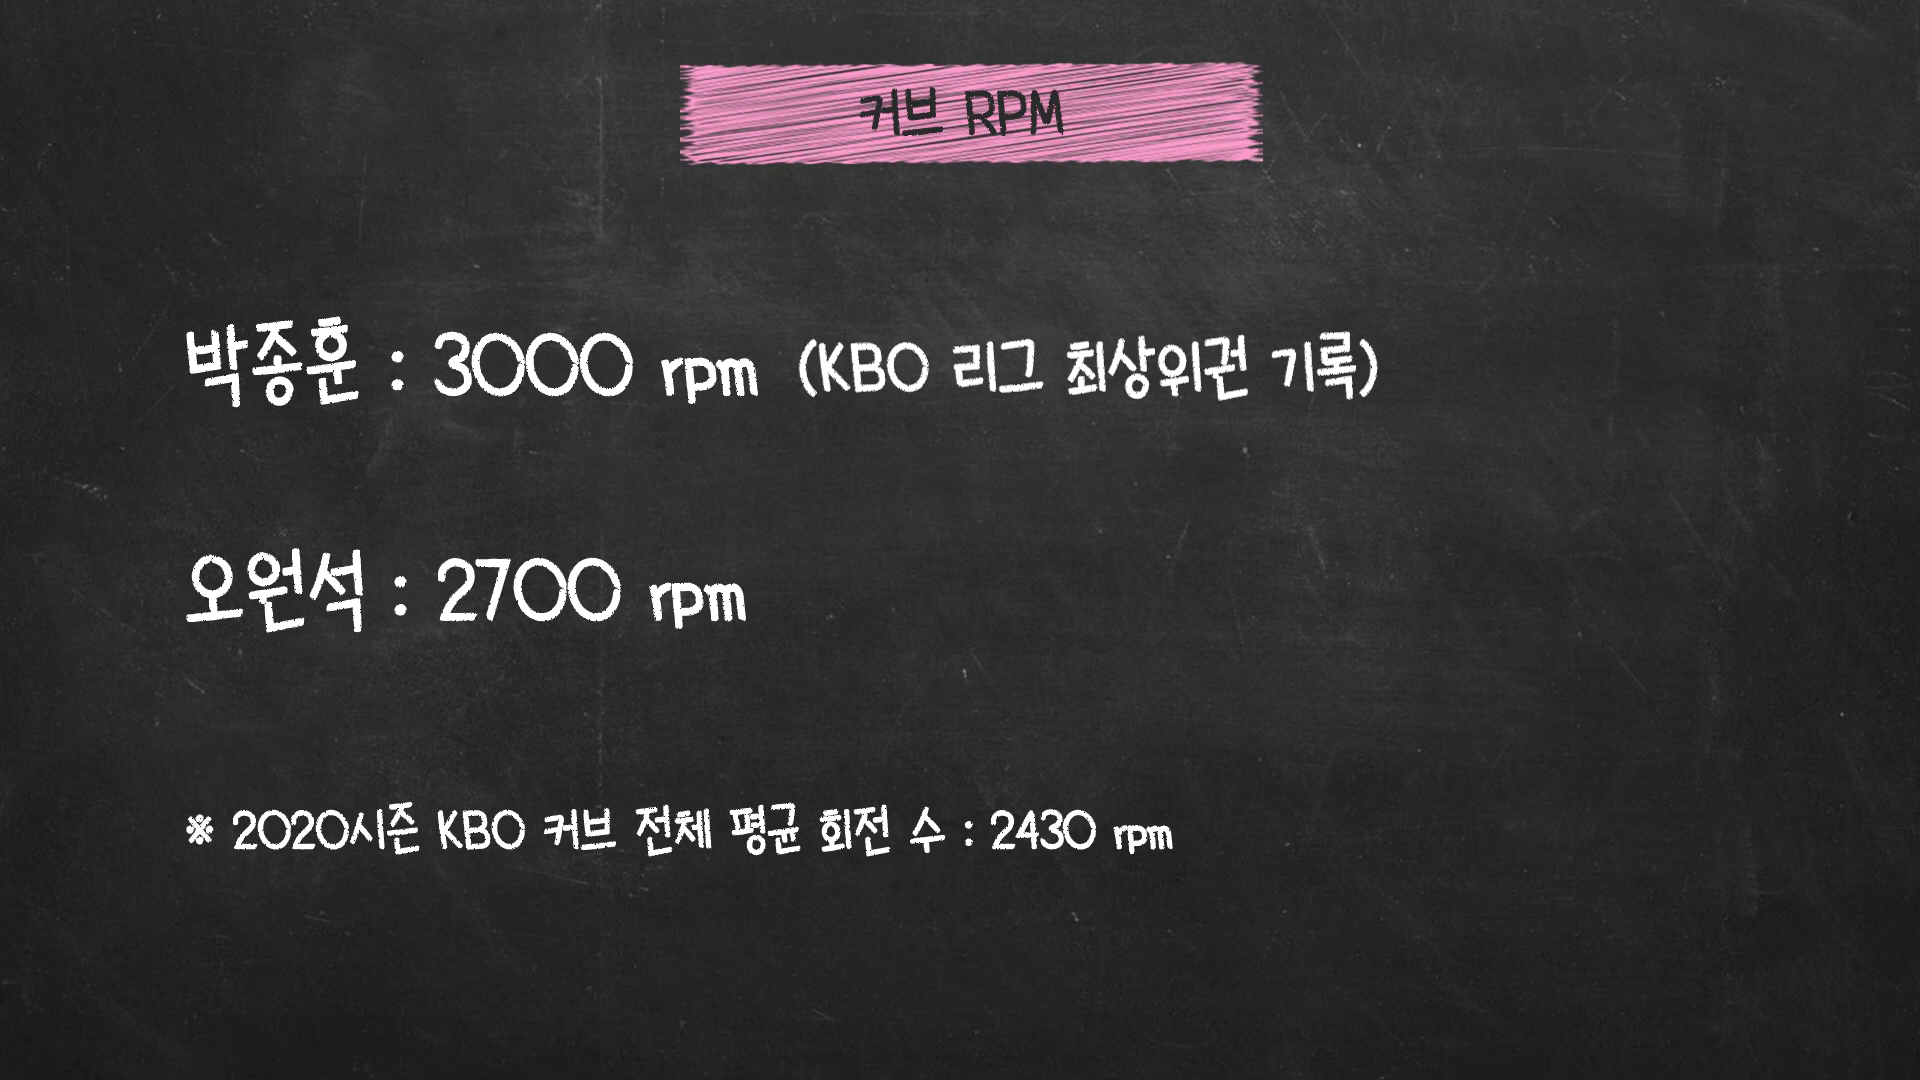 커브 RPM
박종훈 : 3000 rpm (KBO 리그 최상위권 기록)
오원석 : 2700 rpm
※ 2020시즌 KBO 커브 전체 평균 회전 수 : 2430 rpm